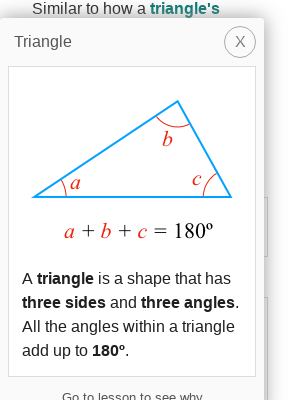 Similar to how a triangle's
Triangle
X
b
a
c
a + b + c = 180º
A triangle is a shape that has
three sides and three angles.
All the angles within a triangle
add up to 180º.
Go to lesson to see why